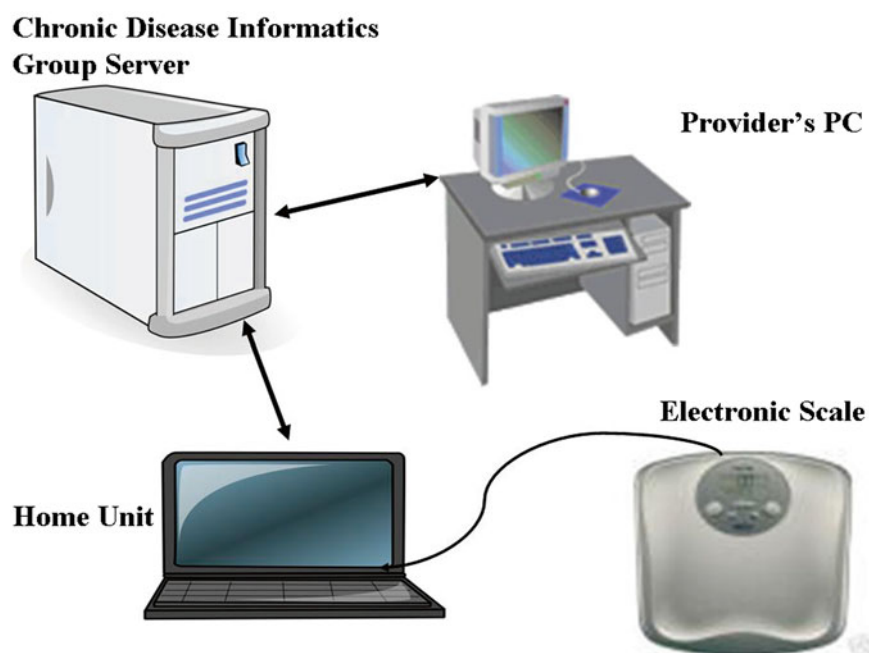 Chronic Disease Informatics
Group Server
Provider's PC
Electronic Scale
Home Unit